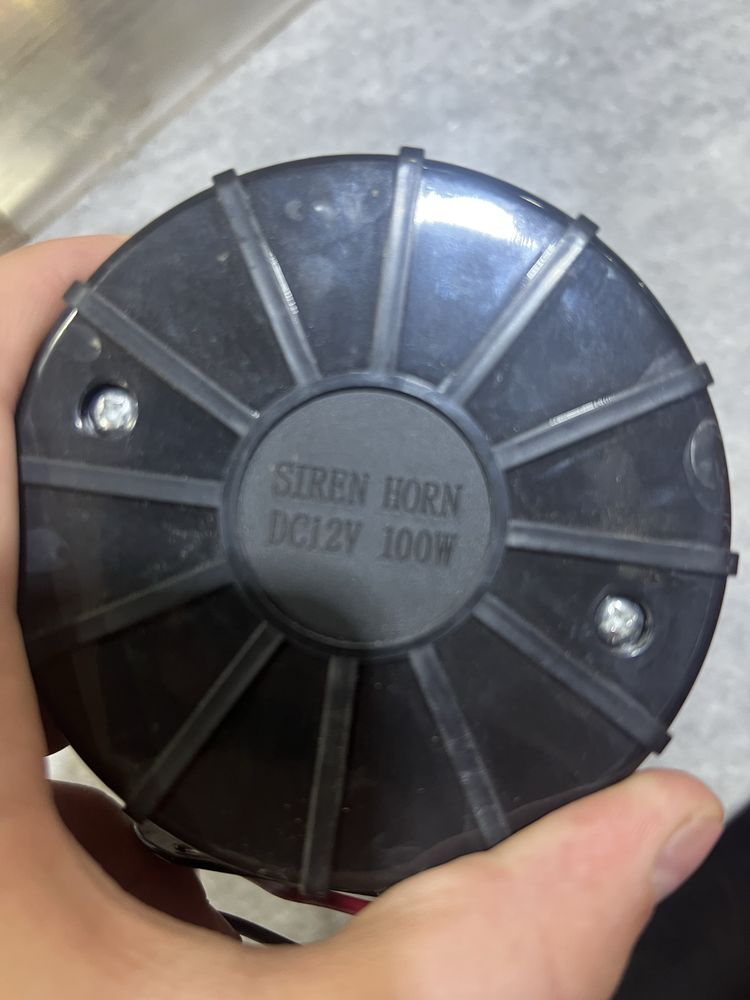 SIREN HORN
DC12V 100W